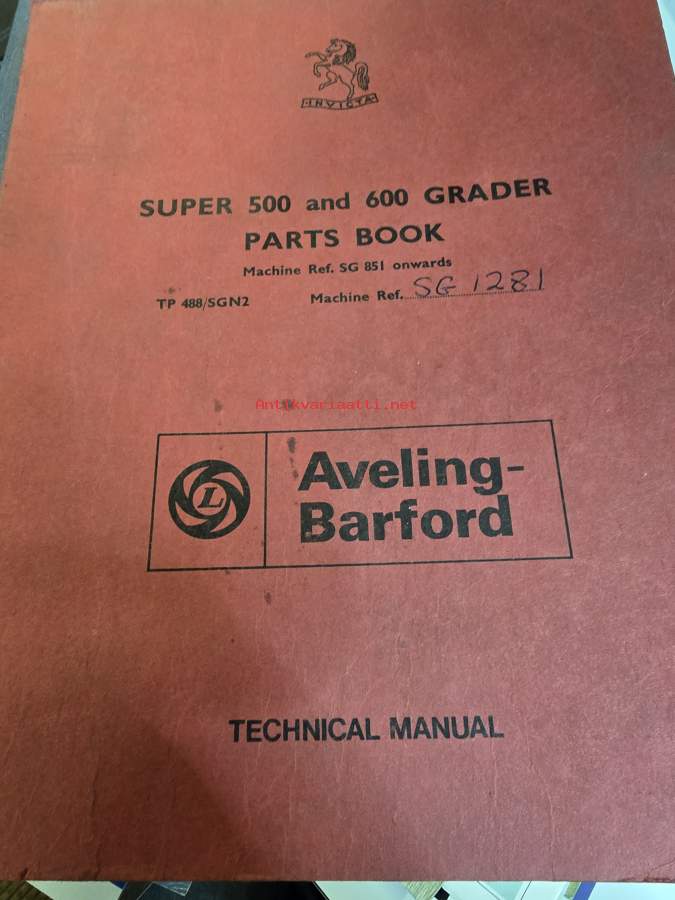 INVICTA
SUPER 500 and 600 GRADER
PARTS BOOK
Machine Ref. SG 851 onwards
TP 488/SGN2 Machine Ref. SG 1281
Antikvariaatti.net
L Aveling-
Barford
TECHNICAL MANUAL